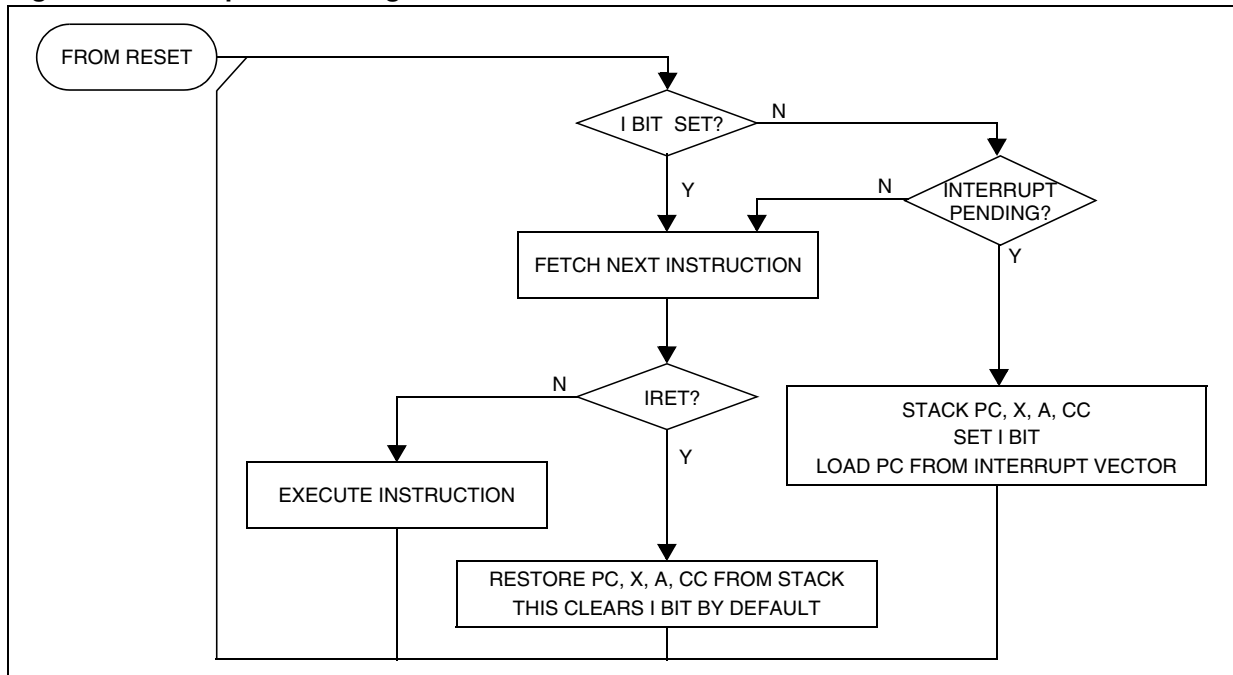 FROM RESET
I BIT SET?
N
Y
N
INTERRUPT
PENDING?
Y
FETCH NEXT INSTRUCTION
N
IRET?
Y
STACK PC, X, A, CC
SET I BIT
LOAD PC FROM INTERRUPT VECTOR
EXECUTE INSTRUCTION
RESTORE PC, X, A, CC FROM STACK
THIS CLEARS I BIT BY DEFAULT